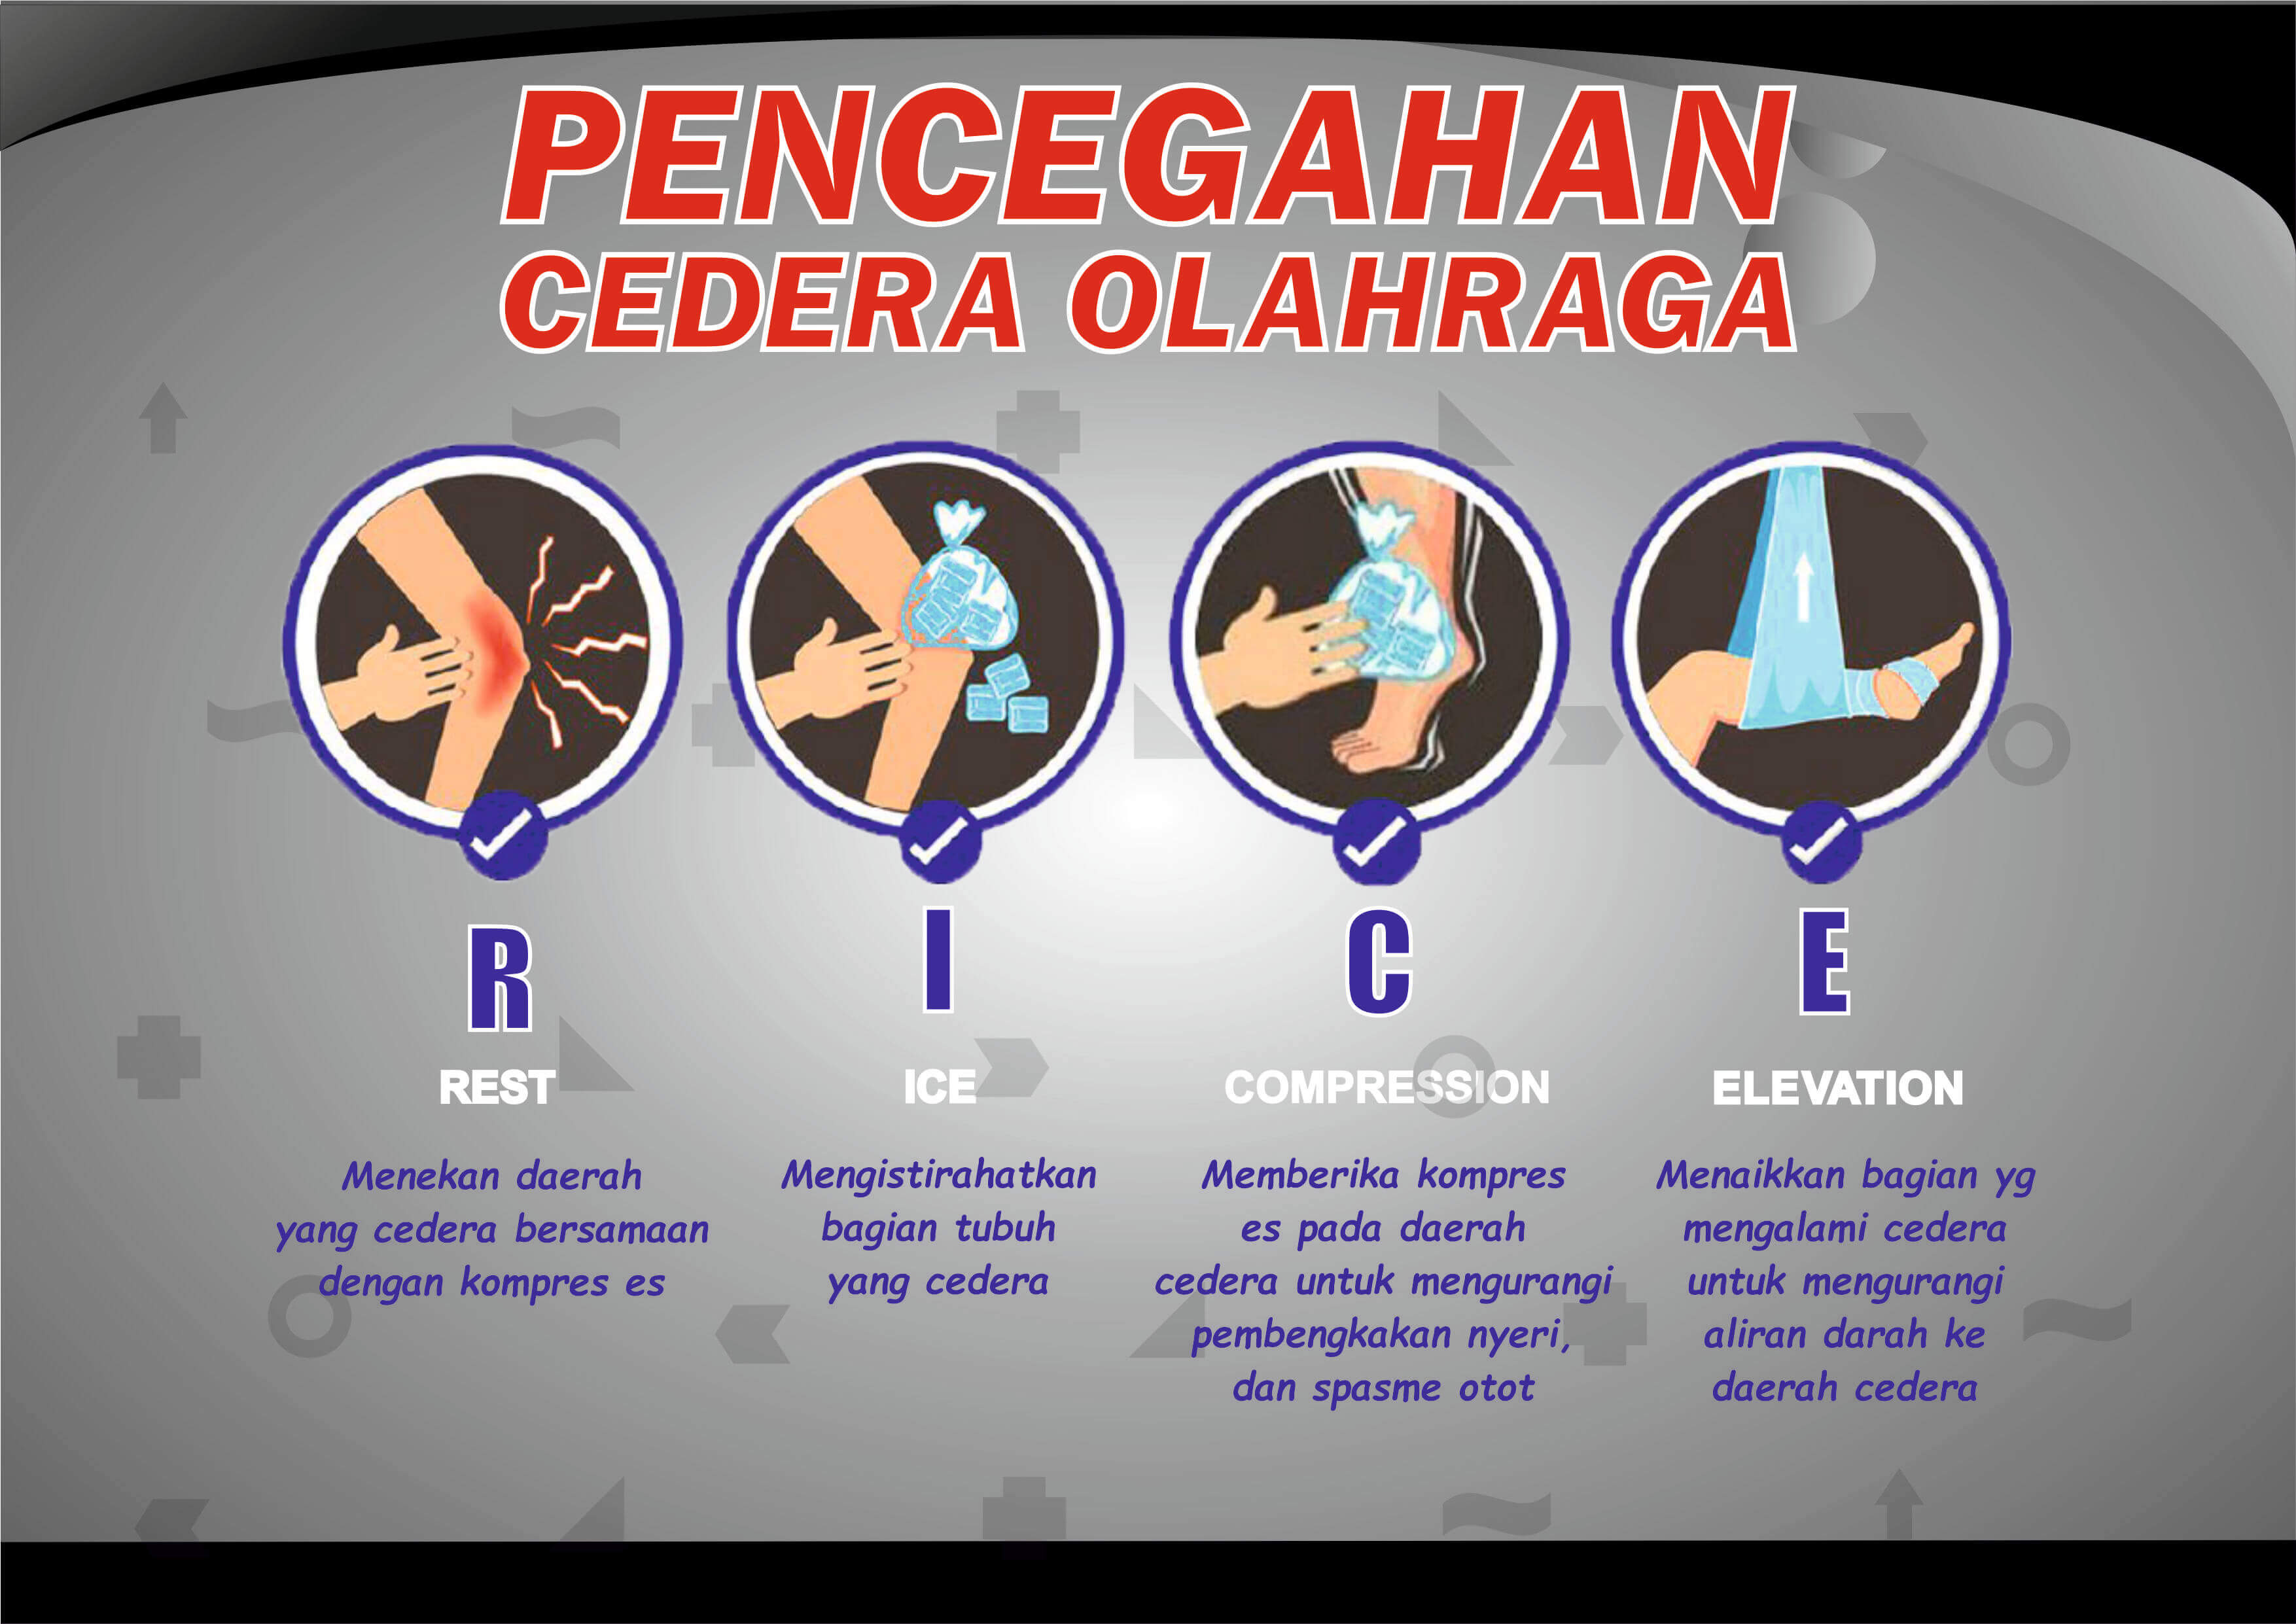 PENCEGAHAN
CEDERA OLAHRAGA
R
REST
Menekan daerah
yang cedera bersamaan
dengan kompres es
I
ICE
Mengistirahatkan
bagian tubuh
yang cedera
C
COMPRESSION
Memberika kompres
es pada daerah
cedera untuk mengurangi
pembengkakan nyeri,
dan spasme otot
E
ELEVATION
Menaikkan bagian yg
mengalami cedera
untuk mengurangi
aliran darah ke
daerah cedera